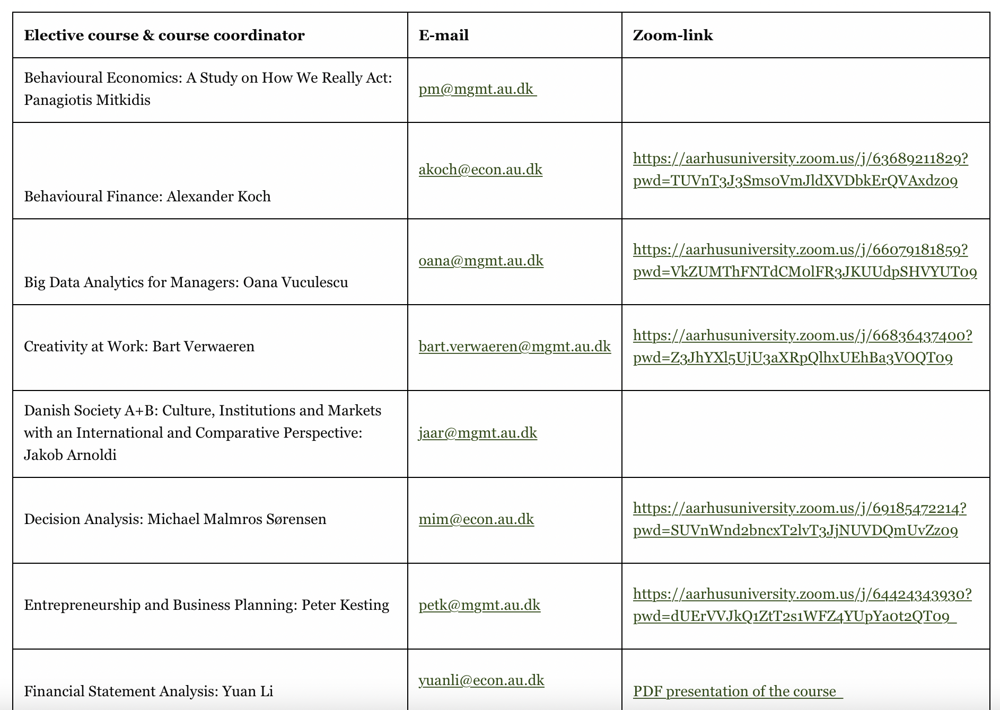 Elective course & course coordinator
E-mail
Zoom-link
Behavioural Economics: A Study on How We Really Act:
Panagiotis Mitkidis
pm@mgmt.au.dk
Behavioural Finance: Alexander Koch
akoch@econ.au.dk
https://aarhusuniversity.zoom.us/j/63689211829?
pwd=TUVnT3J3Sms0VmJldXVDbkErQVAxdz09
Big Data Analytics for Managers: Oana Vuculescu
oana@mgmt.au.dk
https://aarhusuniversity.zoom.us/j/66079181859?
pwd=VkZUMThFNTdCM0lFR3JKUUdpSHVYUT09
Creativity at Work: Bart Verwaeren
bart.verwaeren@mgmt.au.dk
https://aarhusuniversity.zoom.us/j/66836437400?
pwd=Z3JhYXl5UjU3aXRpQlhxUEhBa3VOQT09
Danish Society A+B: Culture, Institutions and Markets
with an International and Comparative Perspective:
Jakob Arnoldi
jaar@mgmt.au.dk
Decision Analysis: Michael Malmros Sørensen
mim@econ.au.dk
https://aarhusuniversity.zoom.us/j/69185472214?
pwd=SUVnWnd2bncxT2lvT3JjNUVDQmUvZz09
Entrepreneurship and Business Planning: Peter Kesting
petk@mgmt.au.dk
https://aarhusuniversity.zoom.us/j/64424343930?
pwd=dUErVVJkQ1ZtT2s1WFZ4YUpYa0t2QT09
Financial Statement Analysis: Yuan Li
yuanli@econ.au.dk
PDF presentation of the course